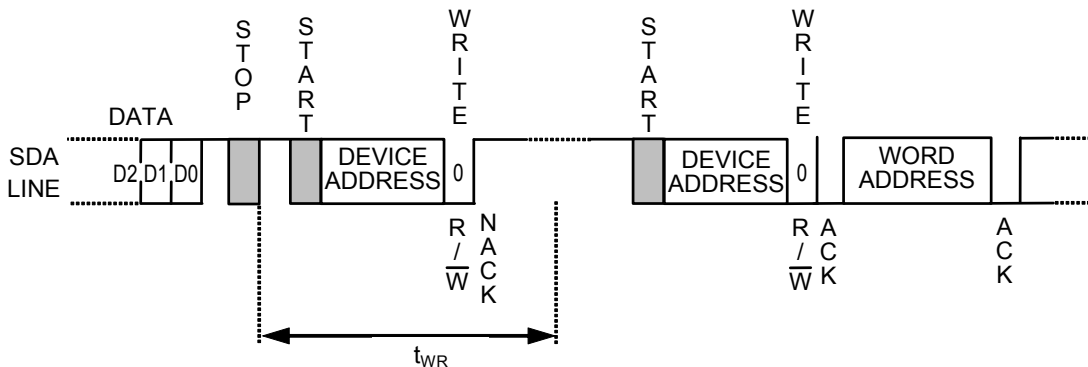 STOP
START
WRITE
START
WRITE
DATA
SDA LINE
D2 D1 D0
DEVICE ADDRESS
0
DEVICE ADDRESS
0
WORD ADDRESS
R/W̅
NACK
R/W̅
ACK
ACK
tWR